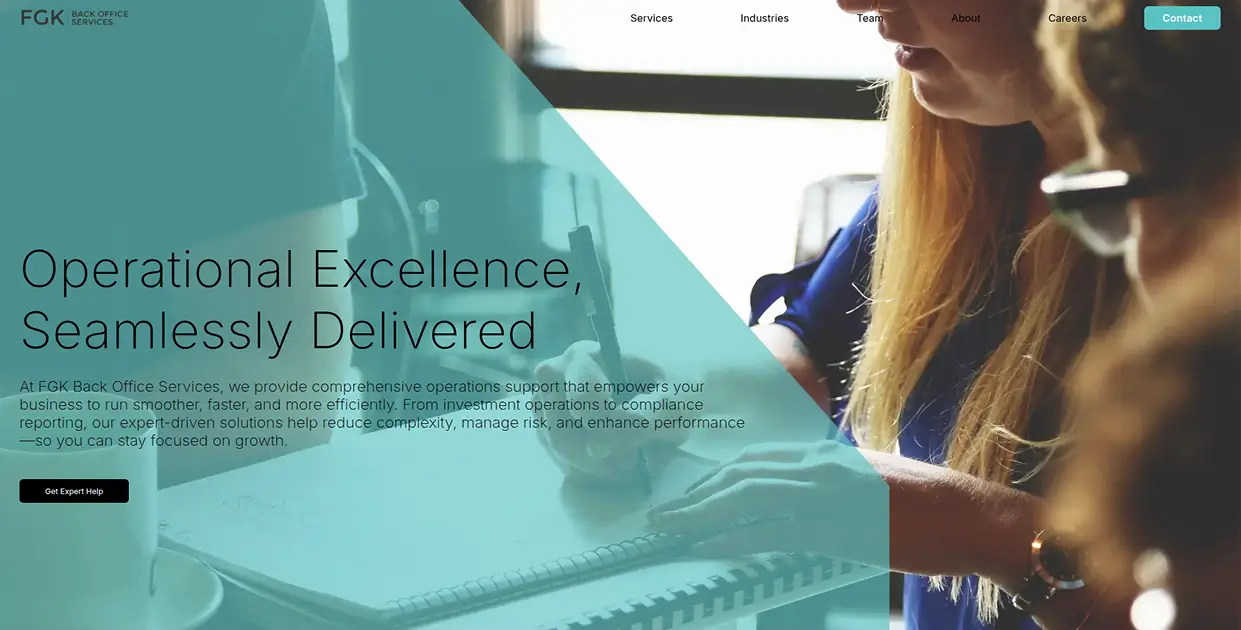 FGK BACK OFFICE
SERVICES
Services Industries Team About Careers Contact
Operational Excellence,
Seamlessly Delivered
At FGK Back Office Services, we provide comprehensive operations support that empowers your
business to run smoother, faster, and more efficiently. From investment operations to compliance
reporting, our expert-driven solutions help reduce complexity, manage risk, and enhance performance
—so you can stay focused on growth.
Get Expert Help